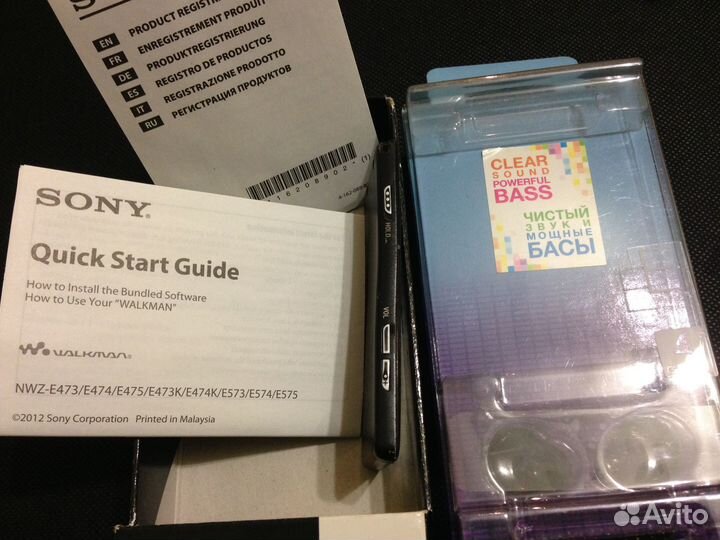 EN PRODUCT REGISTR
FR ENREGISTREMENT PRODUIT
DE PRODUKTREGISTRIERUNG
ES REGISTRO DE PRODUCTOS
IT REGISTRAZIONE PRODOTTO
RU РЕГИСТРАЦИЯ ПРОДУКТОВ
SONY
Quick Start Guide
How to Install the Bundled Software
How to Use Your "WALKMAN"
WALKMAN
NWZ-E473/E474/E475/E473K/E474K/E573/E574/E575
©2012 Sony Corporation Printed in Malaysia
HOLD
VOL
CLEAR
SOUND
POWERFUL
BASS
ЧИСТЫЙ
ЗВУК И
МОЩНЫЕ
БАСЫ
Avito